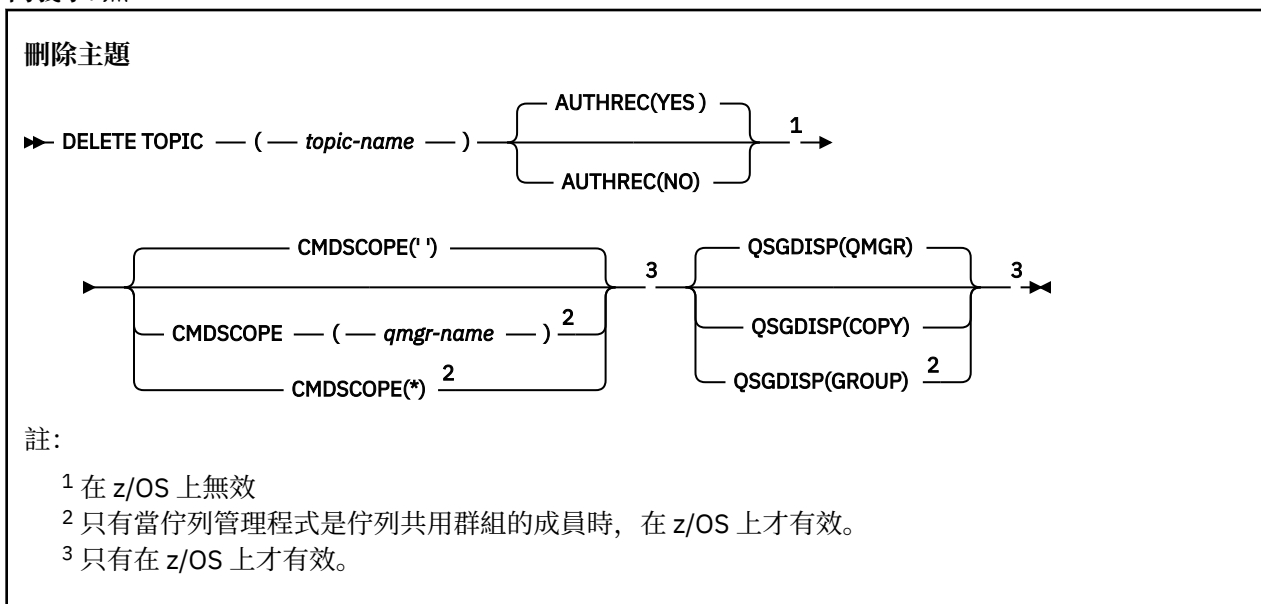 刪除主題
AUTHREC(YES )
DELETE TOPIC ( topic-name ) 1
AUTHREC(NO)
CMDSCOPE(' ') QSGDISP(QMGR)
3 3
CMDSCOPE ( qmgr-name ) 2 QSGDISP(COPY)
CMDSCOPE(*) 2 QSGDISP(GROUP) 2
註：
1 在 z/OS 上無效
2 只有當佇列管理程式是佇列共用群組的成員時，在 z/OS 上才有效。
3 只有在 z/OS 上才有效。